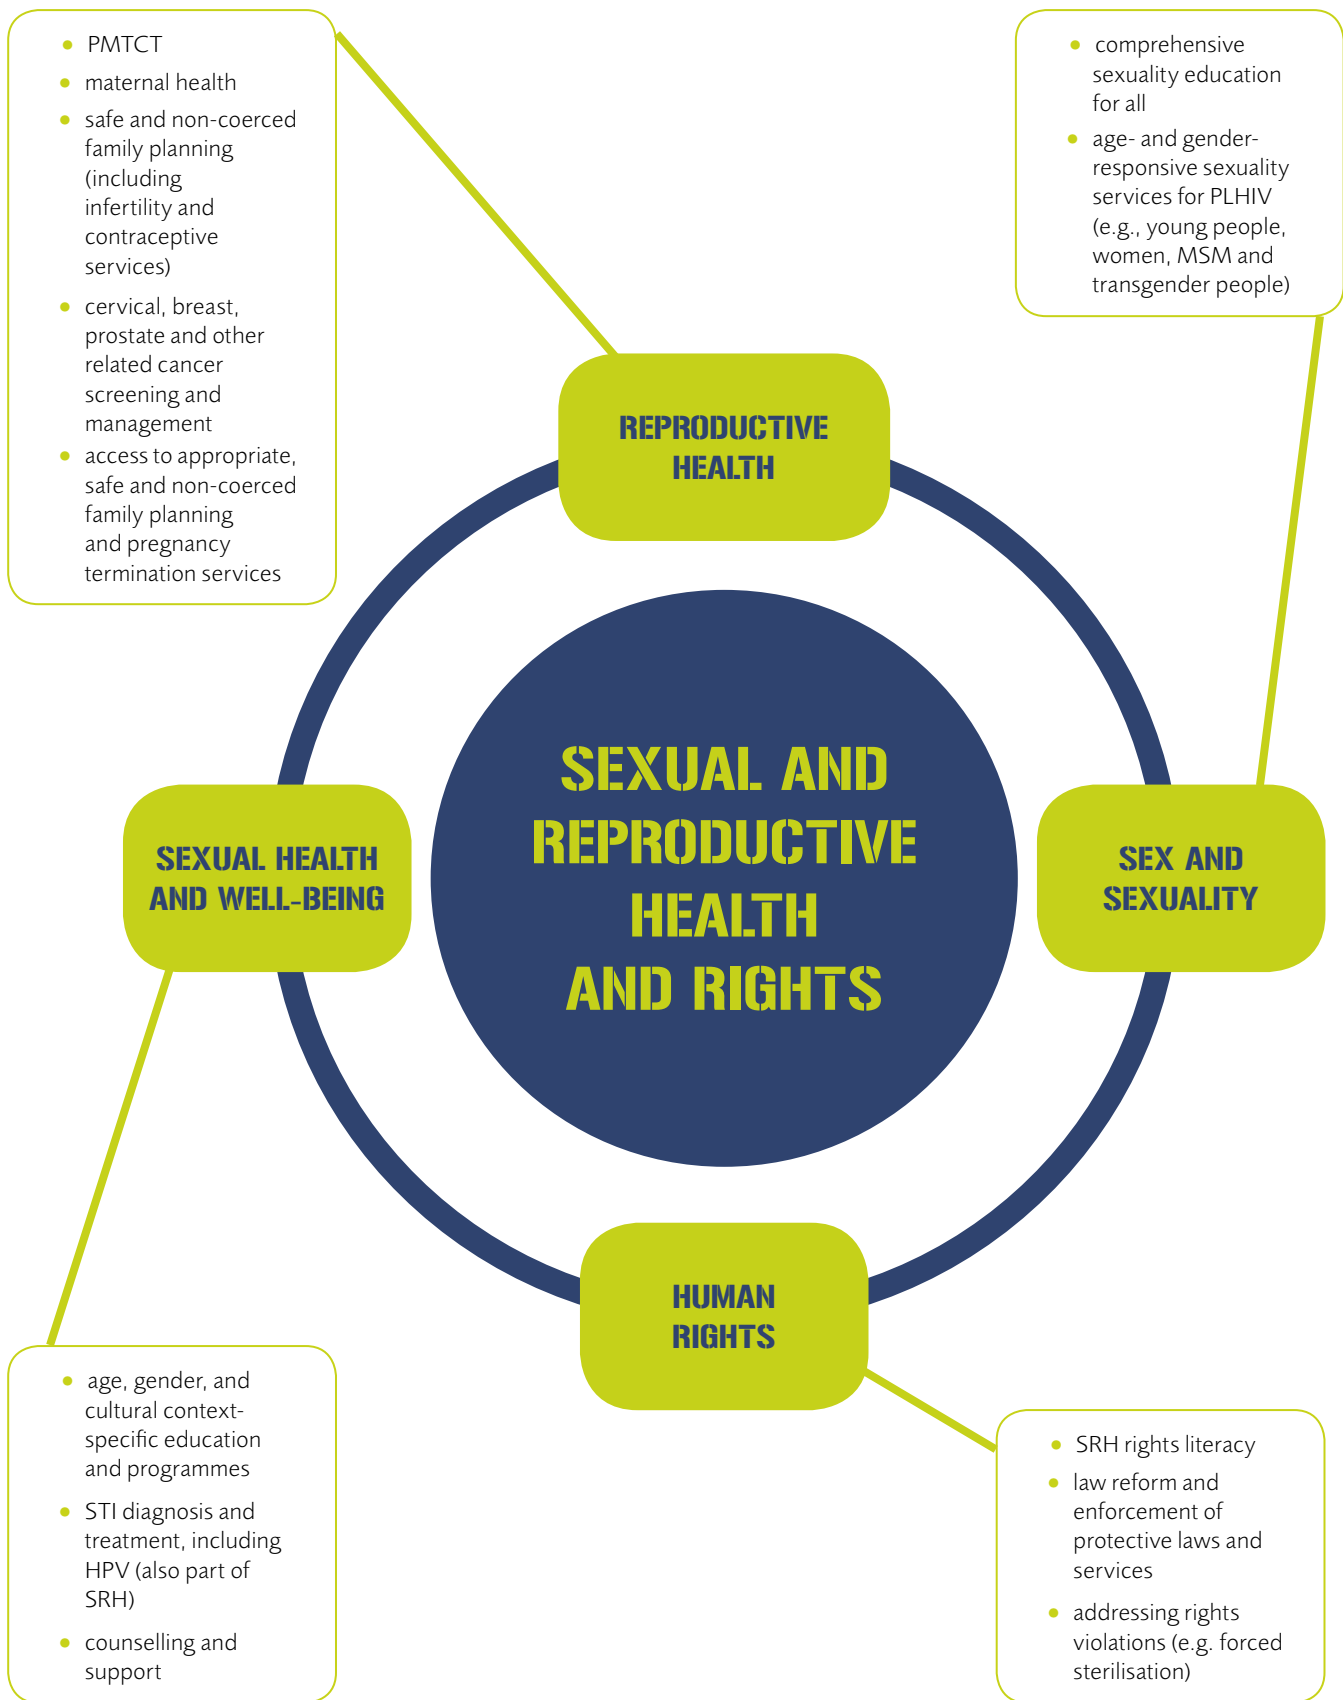 • PMTCT
• maternal health
• safe and non-coerced
family planning
(including
infertility and
contraceptive
services)
• cervical, breast,
prostate and other
related cancer
screening and
management
• access to appropriate,
safe and non-coerced
family planning
and pregnancy
termination services
• comprehensive
sexuality education
for all
• age- and gender-
responsive sexuality
services for PLHIV
(e.g., young people,
women, MSM and
transgender people)
REPRODUCTIVE
HEALTH
SEXUAL AND
REPRODUCTIVE
HEALTH
AND RIGHTS
SEXUAL HEALTH
AND WELL-BEING
SEX AND
SEXUALITY
HUMAN
RIGHTS
• age, gender, and
cultural context-
specific education
and programmes
• STI diagnosis and
treatment, including
HPV (also part of
SRH)
• counselling and
support
• SRH rights literacy
• law reform and
enforcement of
protective laws and
services
• addressing rights
violations (e.g. forced
sterilisation)